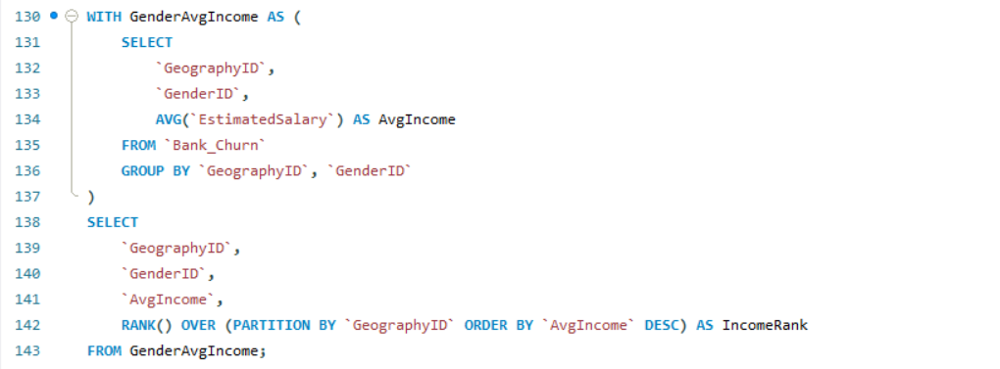 130 WITH GenderAvgIncome AS (
131 SELECT
132 `GeographyID`,
133 `GenderID`,
134 AVG(`EstimatedSalary`) AS AvgIncome
135 FROM `Bank_Churn`
136 GROUP BY `GeographyID`, `GenderID`
137 )
138 SELECT
139 `GeographyID`,
140 `GenderID`,
141 `AvgIncome`,
142 RANK() OVER (PARTITION BY `GeographyID` ORDER BY `AvgIncome` DESC) AS IncomeRank
143 FROM GenderAvgIncome;